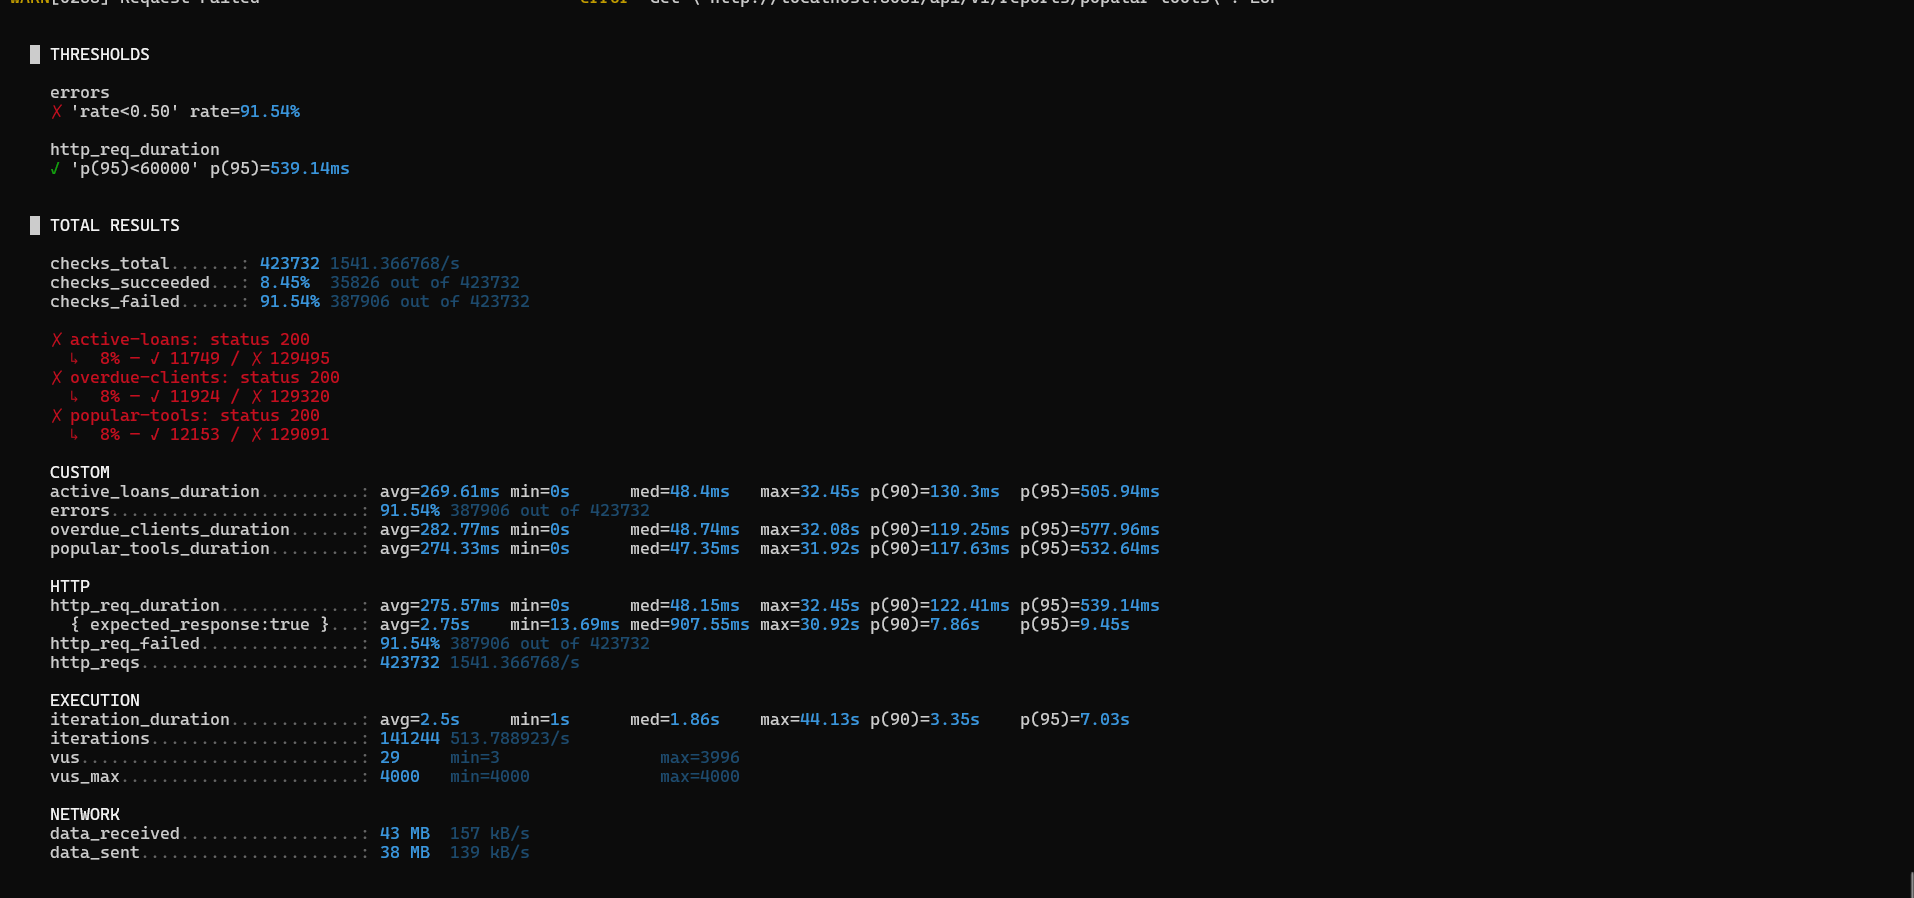 THRESHOLDS
errors
✗ 'rate<0.50' rate=91.54%
http_req_duration
✓ 'p(95)<60000' p(95)=539.14ms
TOTAL RESULTS
checks_total.......: 423732 1541.366768/s
checks_succeeded...: 8.45%  35826 out of 423732
checks_failed......: 91.54% 387906 out of 423732
✗ active-loans: status 200
↳  8% — ✓ 11749 / ✗ 129495
✗ overdue-clients: status 200
↳  8% — ✓ 11924 / ✗ 129320
✗ popular-tools: status 200
↳  8% — ✓ 12153 / ✗ 129091
CUSTOM
active_loans_duration..........: avg=269.61ms min=0s      med=48.4ms   max=32.45s p(90)=130.3ms  p(95)=505.94ms
errors.........................: 91.54% 387906 out of 423732
overdue_clients_duration.......: avg=282.77ms min=0s      med=48.74ms  max=32.08s p(90)=119.25ms p(95)=577.96ms
popular_tools_duration.........: avg=274.33ms min=0s      med=47.35ms  max=31.92s p(90)=117.63ms p(95)=532.64ms
HTTP
http_req_duration..............: avg=275.57ms min=0s      med=48.15ms  max=32.45s p(90)=122.41ms p(95)=539.14ms
{ expected_response:true }...: avg=2.75s    min=13.69ms med=907.55ms max=30.92s p(90)=7.86s    p(95)=9.45s
http_req_failed................: 91.54% 387906 out of 423732
http_reqs......................: 423732 1541.366768/s
EXECUTION
iteration_duration.............: avg=2.5s     min=1s      med=1.86s    max=44.13s p(90)=3.35s    p(95)=7.03s
iterations.....................: 141244 513.788923/s
vus............................: 29     min=3                max=3996
vus_max........................: 4000   min=4000             max=4000
NETWORK
data_received..................: 43 MB  157 kB/s
data_sent......................: 38 MB  139 kB/s